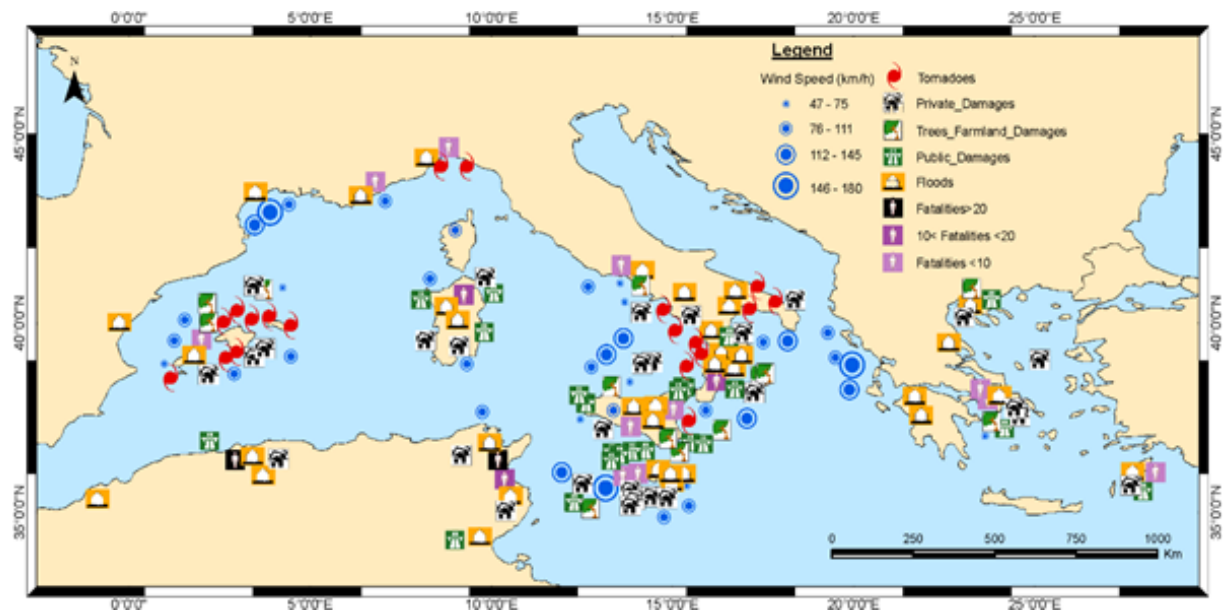 0°0'0" 5°0'0"E 10°0'0"E 15°0'0"E 20°0'0"E 25°0'0"E
N
Legend
Wind Speed (km/h)
47 - 75
76 - 111
112 - 145
146 - 180
Tornadoes
Private_Damages
Trees_Farmland_Damages
Public_Damages
Floods
Fatalities>20
10< Fatalities <20
Fatalities <10
45°0'0"N
40°0'0"N
35°0'0"N
45°0'0"N
40°0'0"N
35°0'0"N
0 250 500 750 1000
Km
0°0'0" 5°0'0"E 10°0'0"E 15°0'0"E 20°0'0"E 25°0'0"E